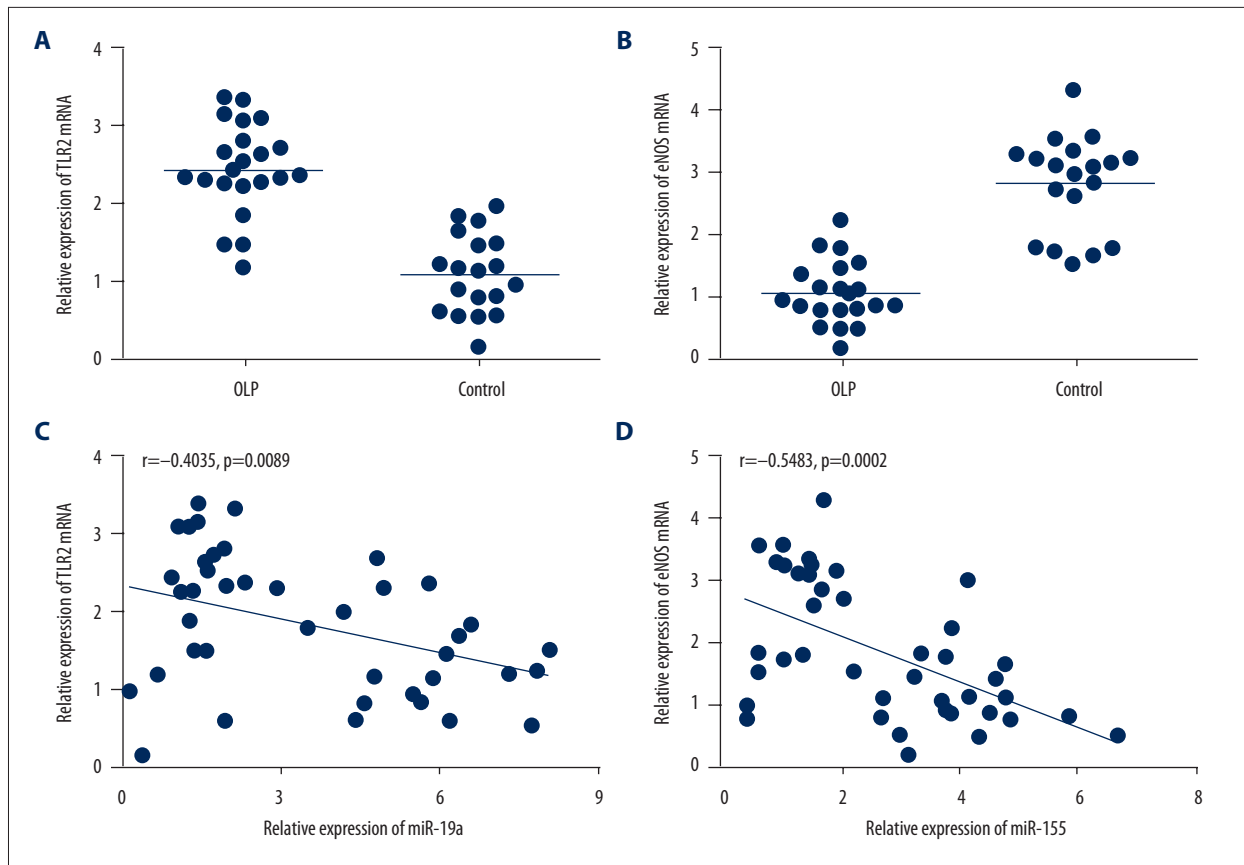 A
Relative expression of TLR2 mRNA
4
3
2
1
0
OLP
Control
B
Relative expression of eNOS mRNA
5
4
3
2
1
0
OLP
Control
C
r=–0.4035, p=0.0089
Relative expression of TLR2 mRNA
4
3
2
1
0
0
3
6
9
Relative expression of miR-19a
D
r=–0.5483, p=0.0002
Relative expression of eNOS mRNA
5
4
3
2
1
0
0
2
4
6
8
Relative expression of miR-155